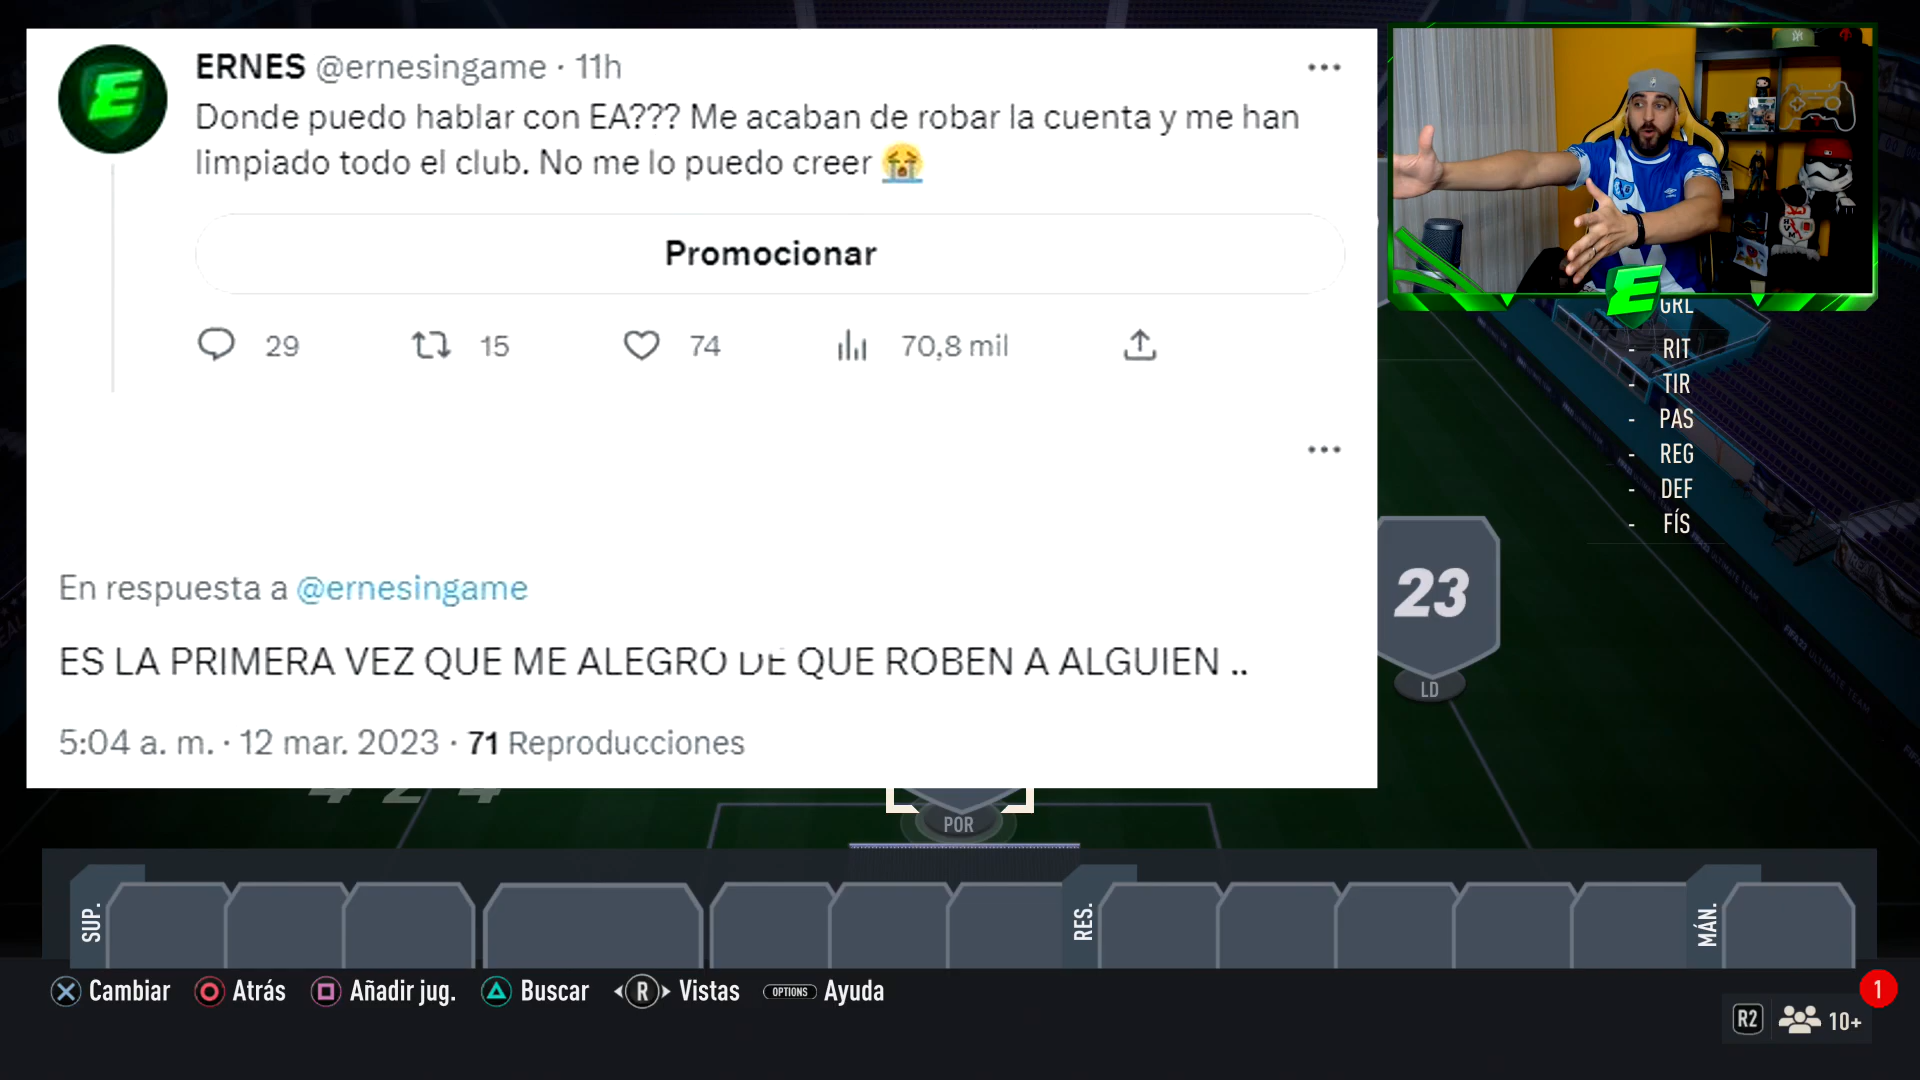 ERNES @ernesingame · 11h
Donde puedo hablar con EA??? Me acaban de robar la cuenta y me han
limpiado todo el club. No me lo puedo creer 😭
Promocionar
29 15 74 70,8 mil
En respuesta a @ernesingame
ES LA PRIMERA VEZ QUE ME ALEGRO DE QUE ROBEN A ALGUIEN ..
5:04 a. m. · 12 mar. 2023 · 71 Reproducciones
E
GRL
- RIT
- TIR
- PAS
- REG
- DEF
- FÍS
23
LD
POR
SUP.
RES.
MÁN.
Cambiar Atrás Añadir jug. Buscar R Vistas OPTIONS Ayuda
1
R2 10+